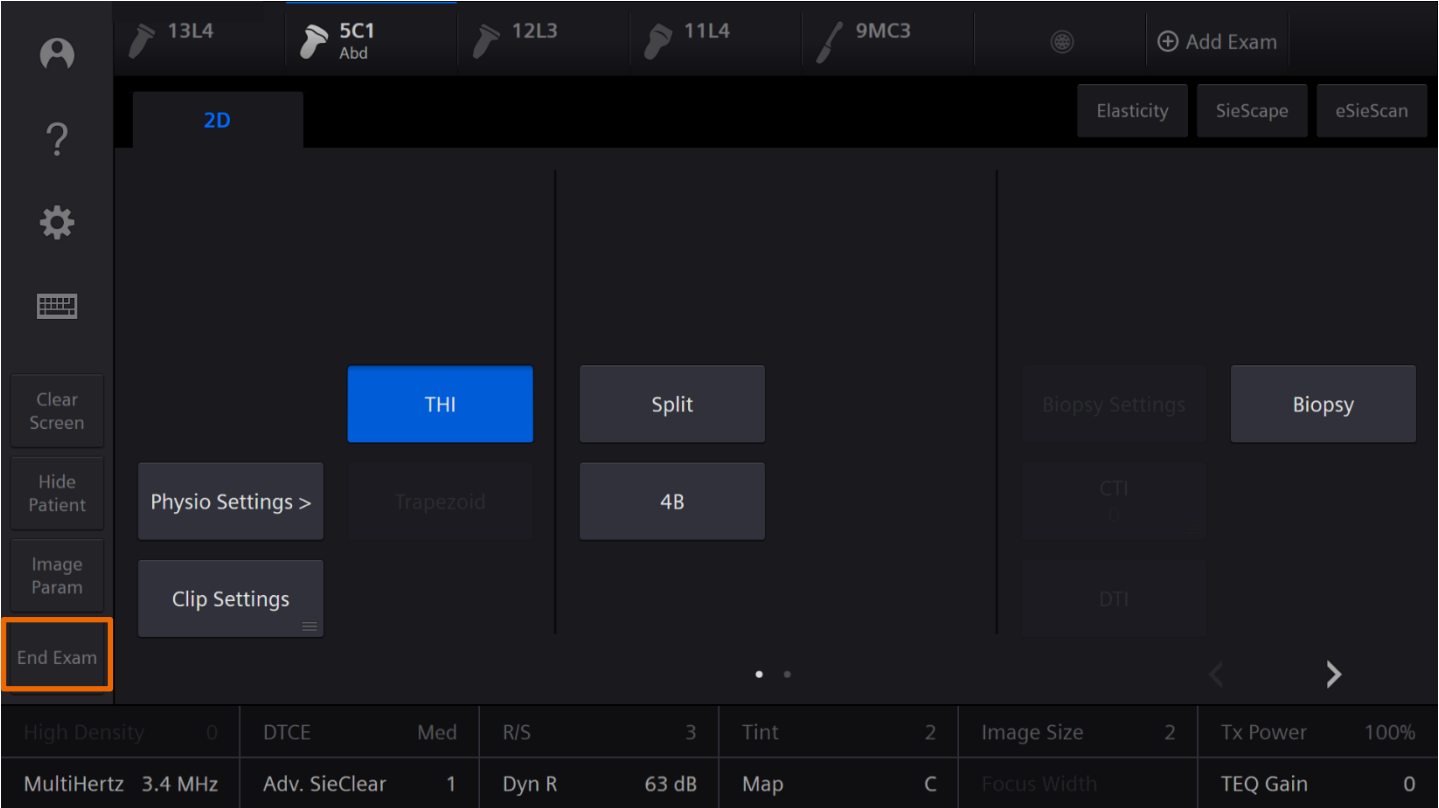 13L4
5C1
Abd
12L3
11L4
9MC3
Add Exam
2D
Elasticity
SieScape
eSieScan
THI
Split
Biopsy Settings
Biopsy
Clear
Screen
Hide
Patient
Physio Settings >
Trapezoid
4B
CTI
0
Image
Param
Clip Settings
DTI
End Exam
High Density 0
DTCE Med
R/S 3
Tint 2
Image Size 2
Tx Power 100%
MultiHertz 3.4 MHz
Adv. SieClear 1
Dyn R 63 dB
Map C
Focus Width
TEQ Gain 0